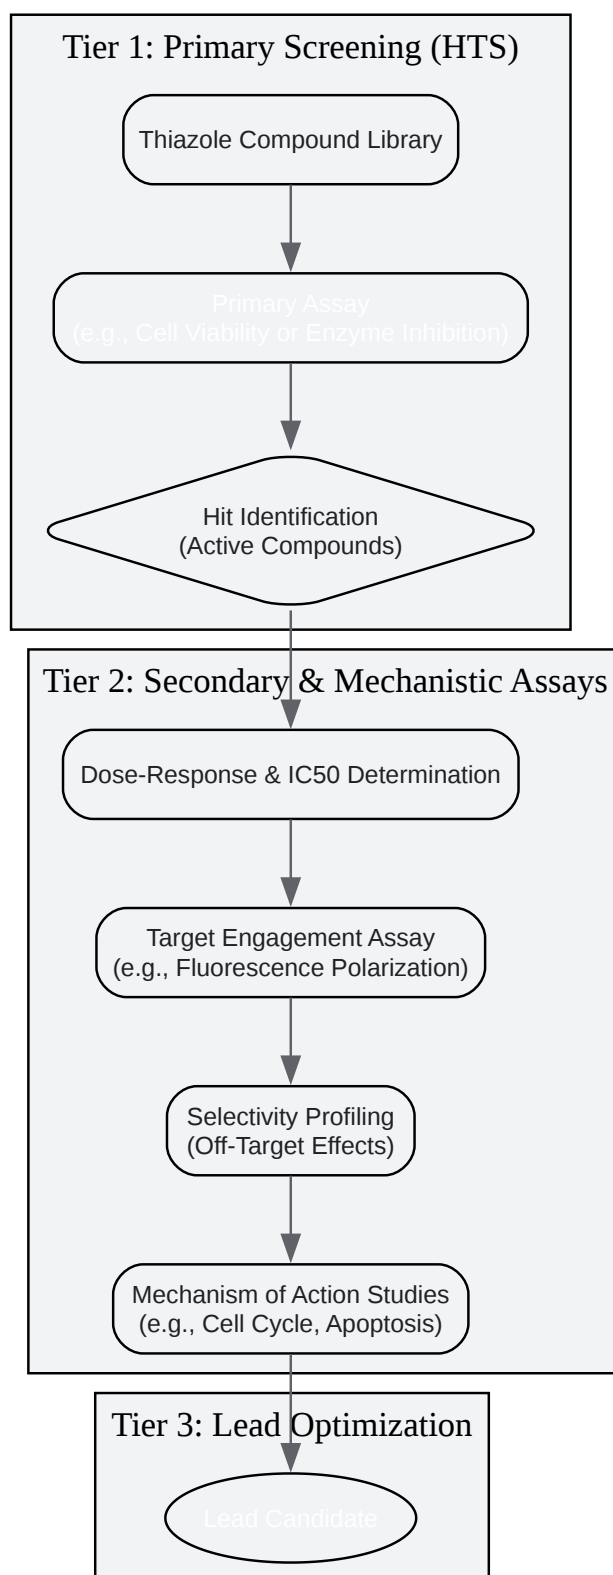 Tier 1: Primary Screening (HTS)
Thiazole Compound Library
Primary Assay
(e.g., Cell Viability or Enzyme Inhibition)
Hit Identification
(Active Compounds)
Tier 2: Secondary & Mechanistic Assays
Dose-Response & IC50 Determination
Target Engagement Assay
(e.g., Fluorescence Polarization)
Selectivity Profiling
(Off-Target Effects)
Mechanism of Action Studies
(e.g., Cell Cycle, Apoptosis)
Tier 3: Lead Optimization
Lead Candidate